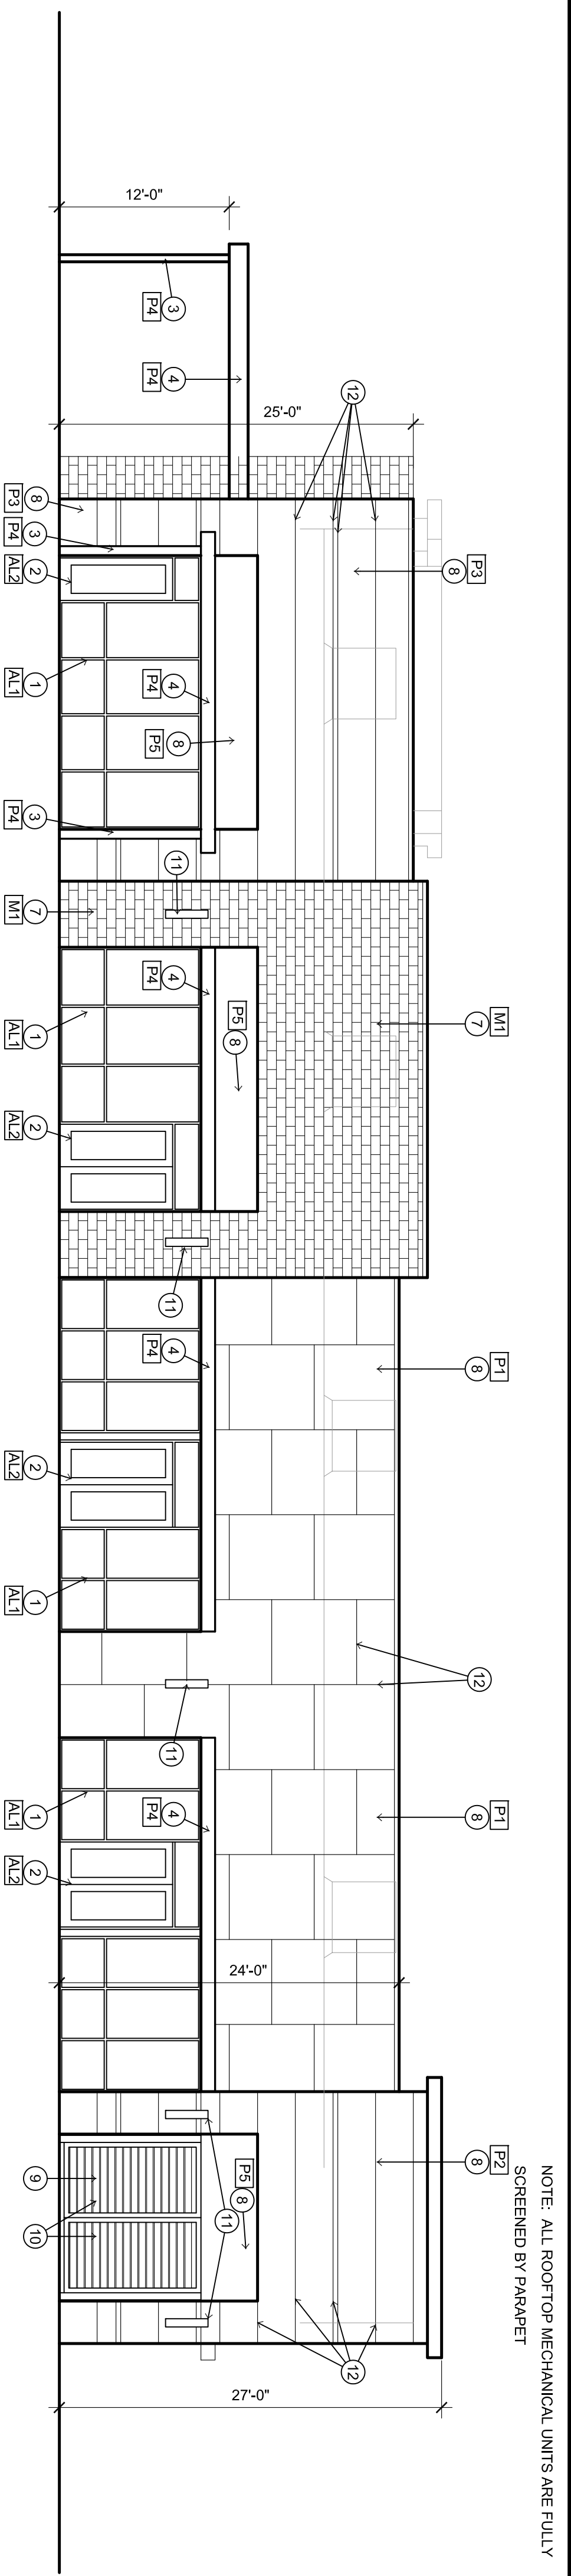 NOTE: ALL ROOFTOP MECHANICAL UNITS ARE FULLY
SCREENED BY PARAPET
P3
8
M1
7
P1
8
12
P1
8
P2
8
12
12
12'-0"
25'-0"
24'-0"
27'-0"
3
P4
4
P4
4
P4
8
P5
11
4
P4
P5
8
11
4
P4
11
4
P4
P5
8
11
8
P3
3
P4
2
AL2
1
AL1
3
P4
7
M1
1
AL1
2
AL2
2
AL2
1
AL1
1
AL1
2
AL2
9
10